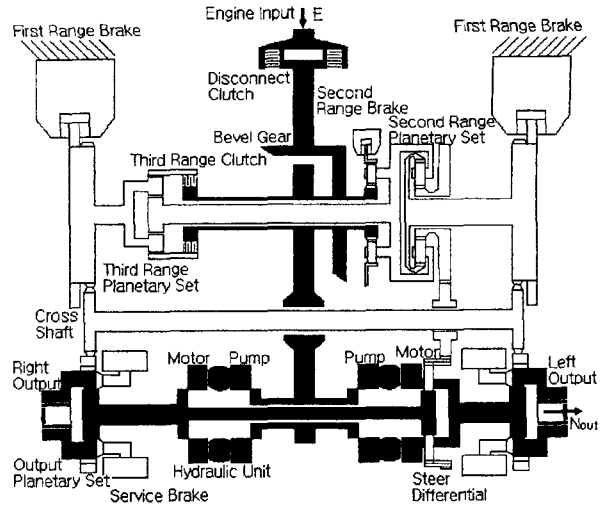 Engine Input
E
First Range Brake
First Range Brake
Disconnect
Clutch
Second
Range Brake
Second Range
Planetary Set
Bevel Gear
Third Range Clutch
Third Range
Planetary Set
Cross
Shaft
Right
Output
Motor
Pump
Pump
Motor
Left
Output
Nout
Output
Planetary Set
Hydraulic Unit
Steer
Differential
Service Brake